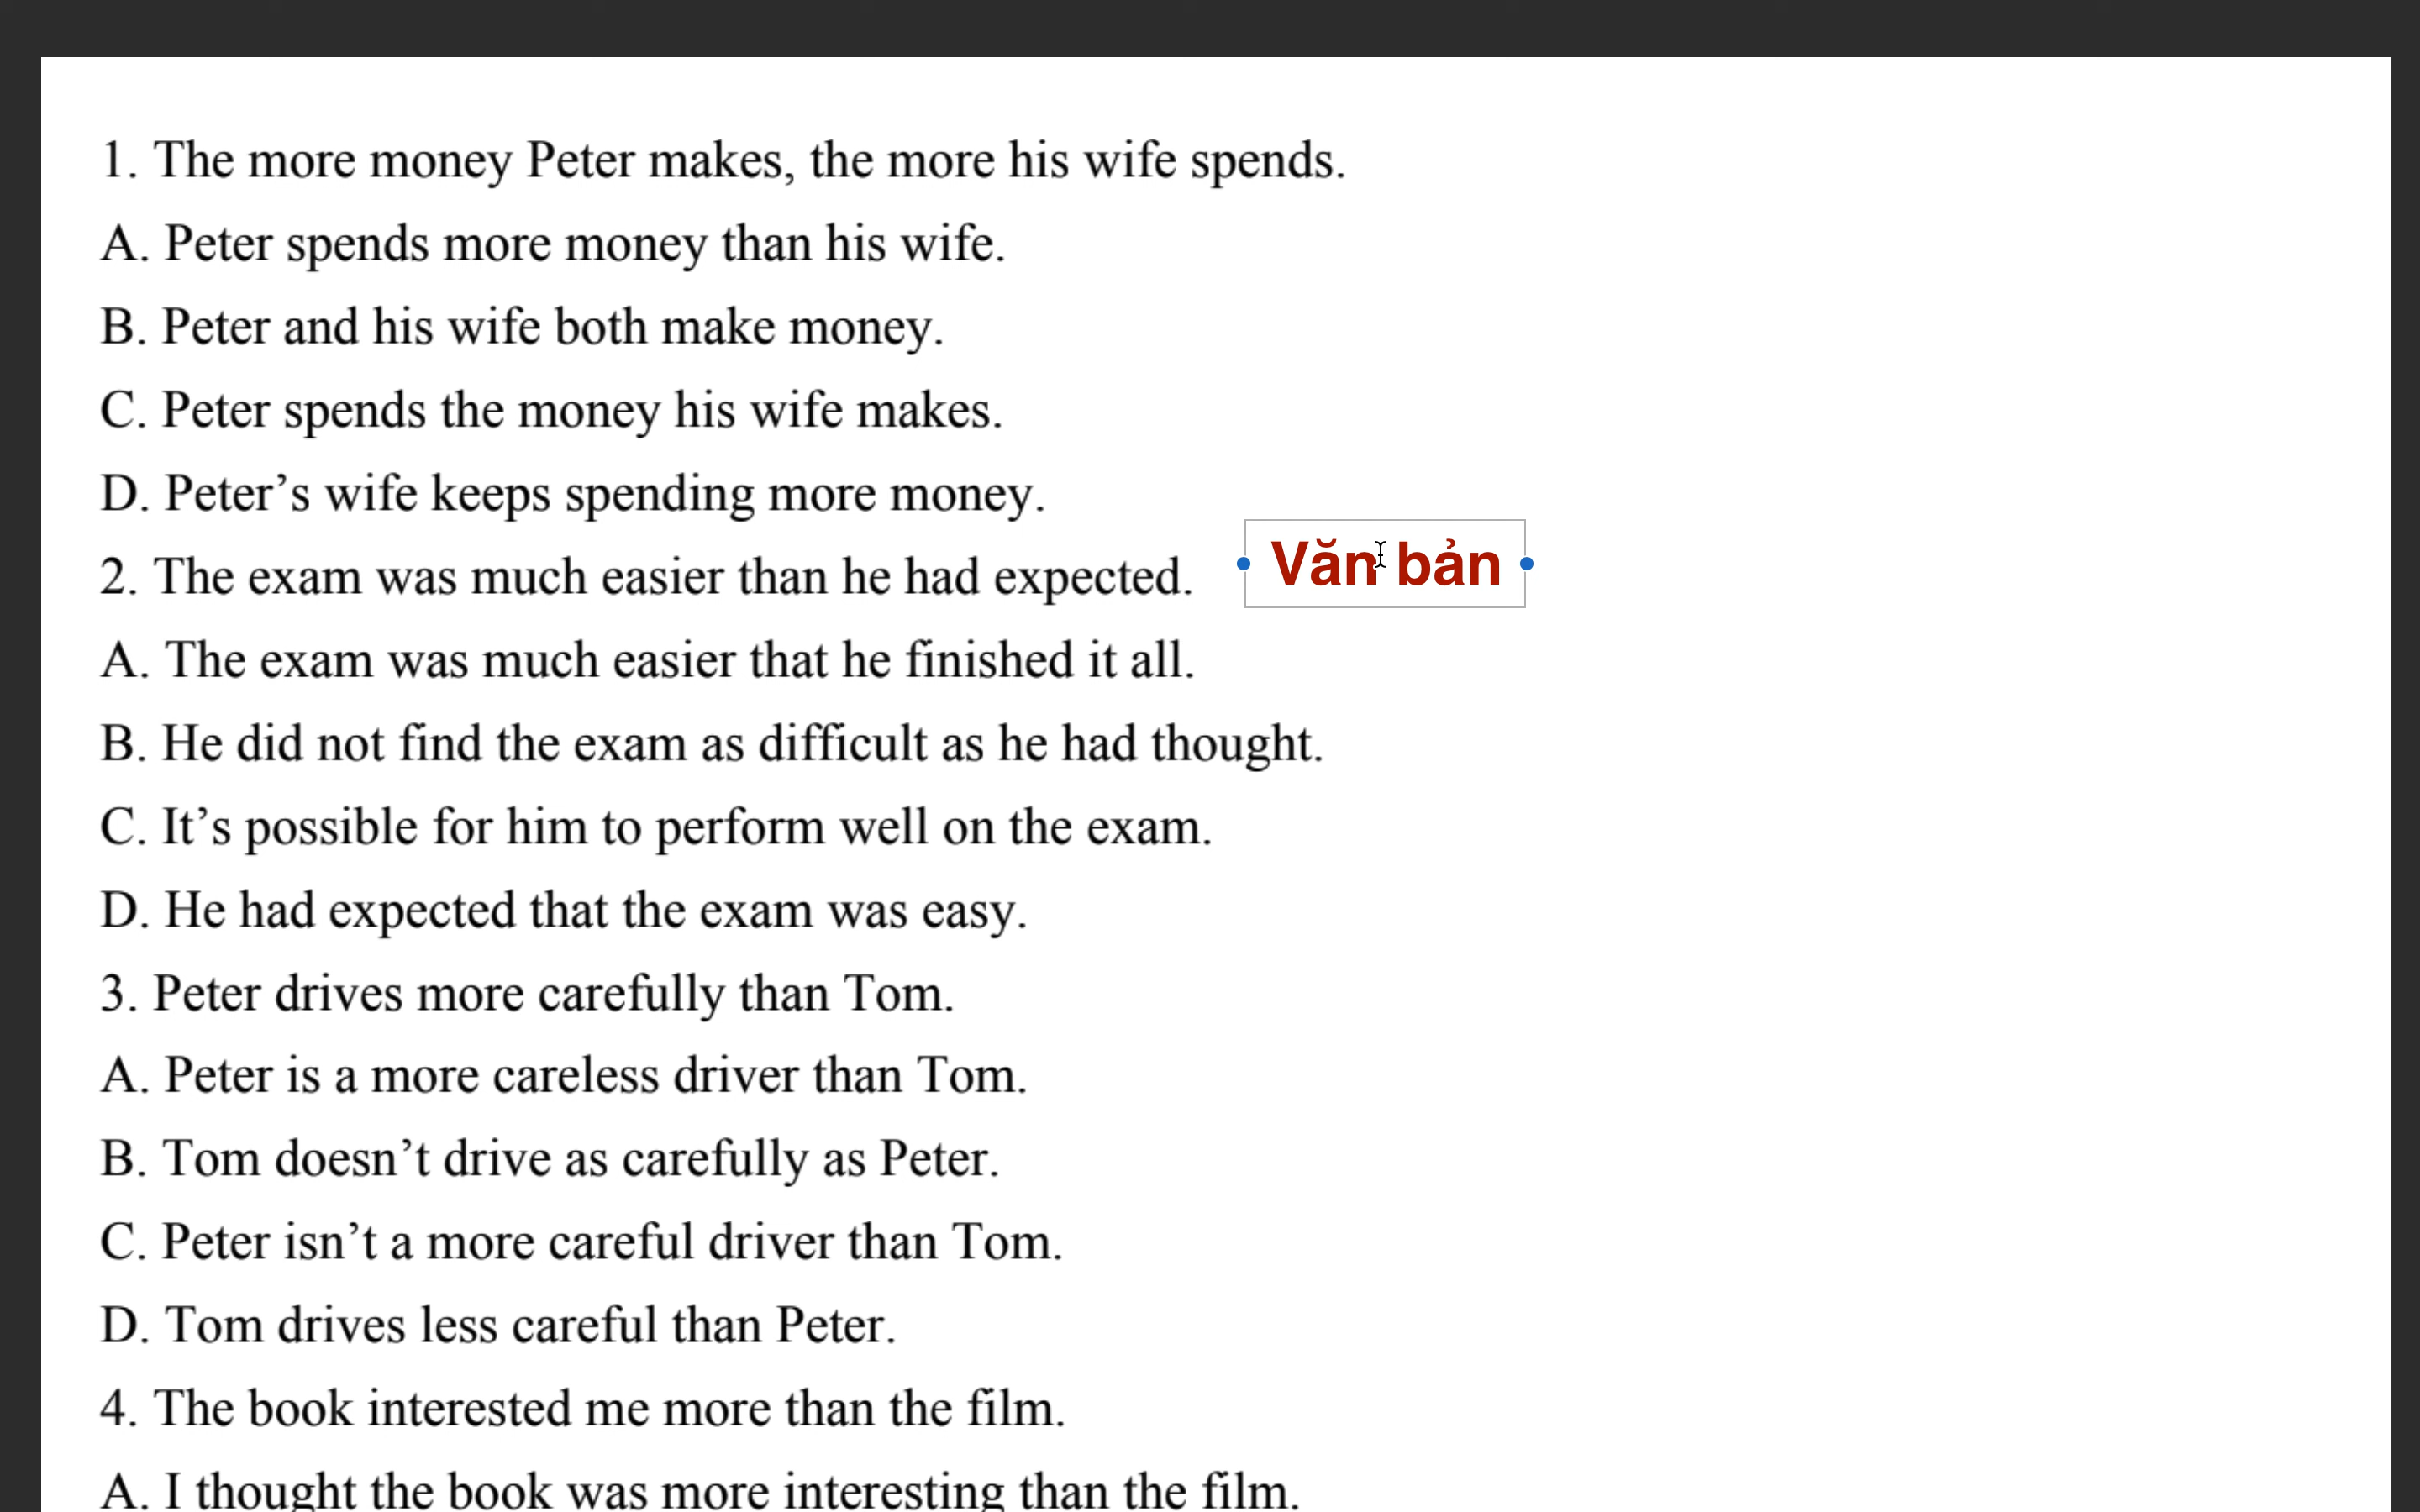 1. The more money Peter makes, the more his wife spends.
A. Peter spends more money than his wife.
B. Peter and his wife both make money.
C. Peter spends the money his wife makes.
D. Peter’s wife keeps spending more money.
2. The exam was much easier than he had expected.
Văn bản
A. The exam was much easier that he finished it all.
B. He did not find the exam as difficult as he had thought.
C. It’s possible for him to perform well on the exam.
D. He had expected that the exam was easy.
3. Peter drives more carefully than Tom.
A. Peter is a more careless driver than Tom.
B. Tom doesn’t drive as carefully as Peter.
C. Peter isn’t a more careful driver than Tom.
D. Tom drives less careful than Peter.
4. The book interested me more than the film.
A. I thought the book was more interesting than the film.